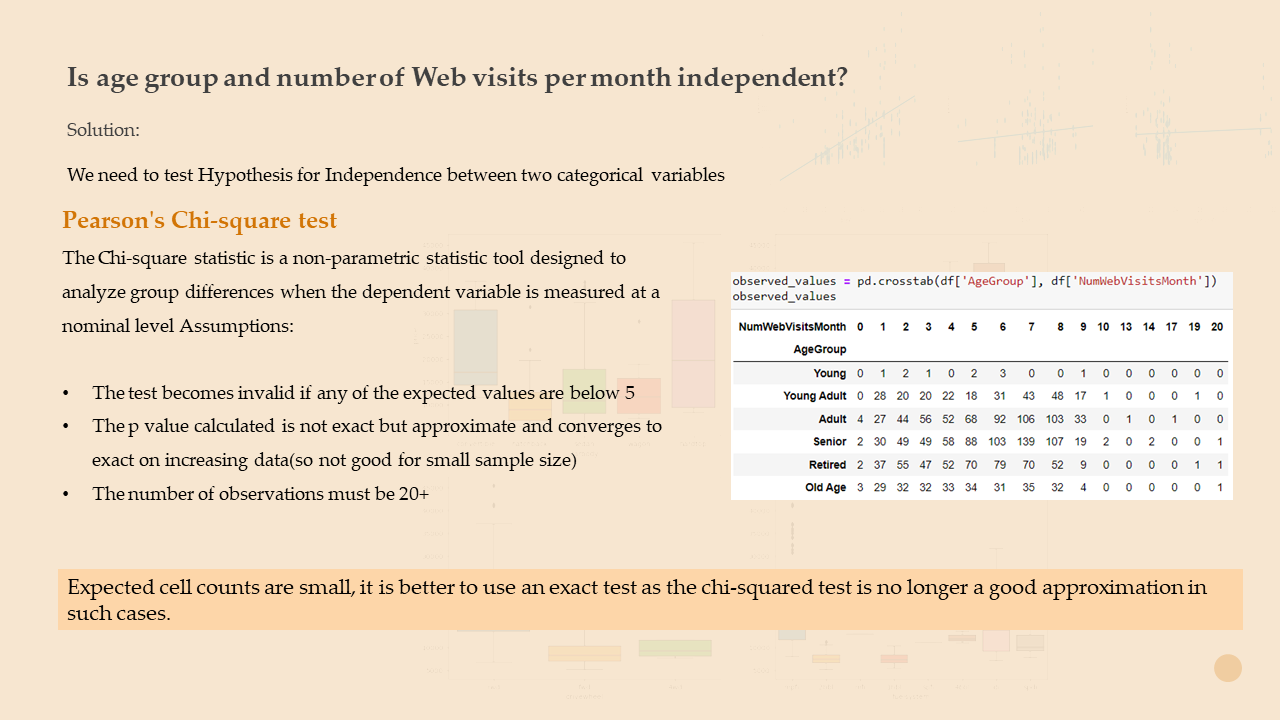 Is age group and number of Web visits per month independent?
Solution:
We need to test Hypothesis for Independence between two categorical variables
Pearson's Chi-square test
The Chi-square statistic is a non-parametric statistic tool designed to
analyze group differences when the dependent variable is measured at a
nominal level Assumptions:
• The test becomes invalid if any of the expected values are below 5
• The p value calculated is not exact but approximate and converges to
exact on increasing data(so not good for small sample size)
• The number of observations must be 20+
observed_values = pd.crosstab(df['AgeGroup'], df['NumWebVisitsMonth'])
observed_values
NumWebVisitsMonth 0 1 2 3 4 5 6 7 8 9 10 13 14 17 19 20
AgeGroup
Young 0 1 2 1 0 2 3 0 0 1 0 0 0 0 0 0
Young Adult 0 28 20 20 22 18 31 43 48 17 1 0 0 0 1 0
Adult 4 27 44 56 52 68 92 106 103 33 0 1 0 1 0 0
Senior 2 30 49 49 58 88 103 139 107 19 2 0 2 0 0 1
Retired 2 37 55 47 52 70 79 70 52 9 0 0 0 0 1 1
Old Age 3 29 32 32 33 34 31 35 32 4 0 0 0 0 0 1
Expected cell counts are small, it is better to use an exact test as the chi-squared test is no longer a good approximation in
such cases.